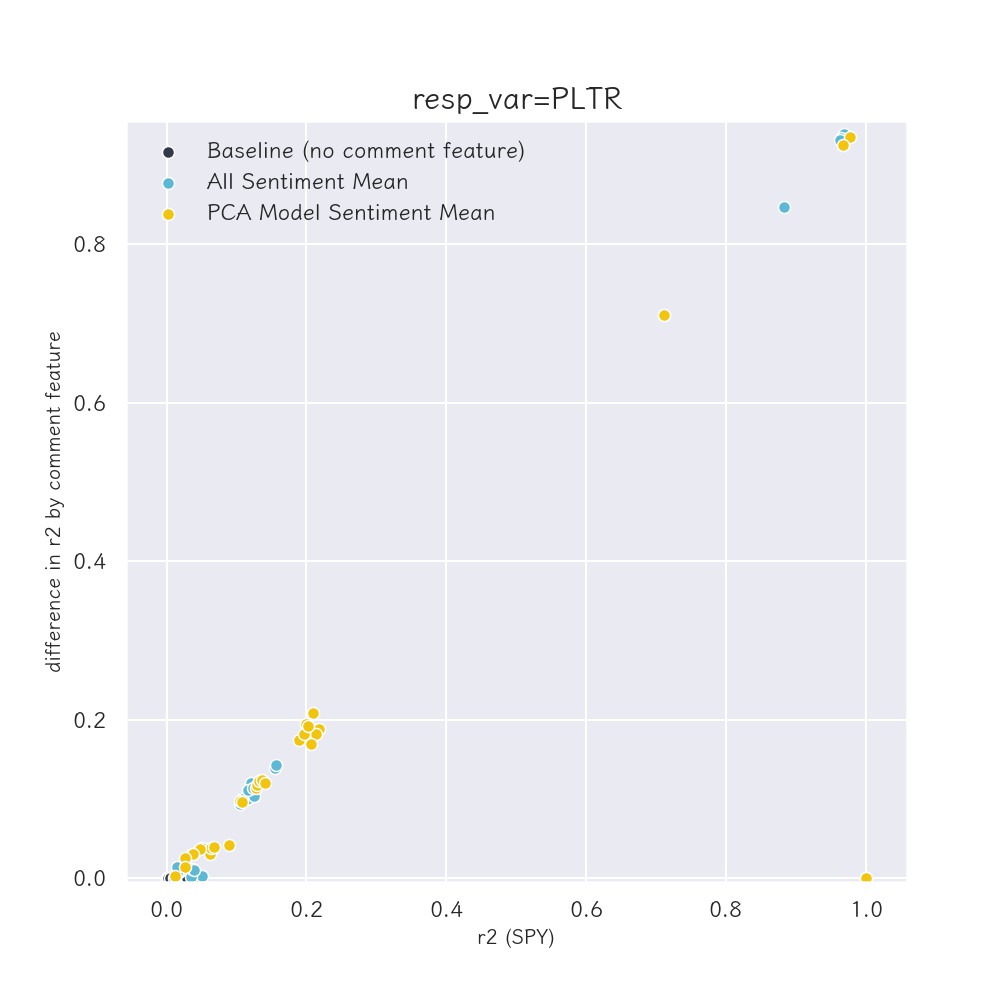 resp_var=PLTR
Baseline (no comment feature)
All Sentiment Mean
PCA Model Sentiment Mean
difference in r2 by comment feature
0.8
0.6
0.4
0.2
0.0
0.0 0.2 0.4 0.6 0.8 1.0
r2 (SPY)